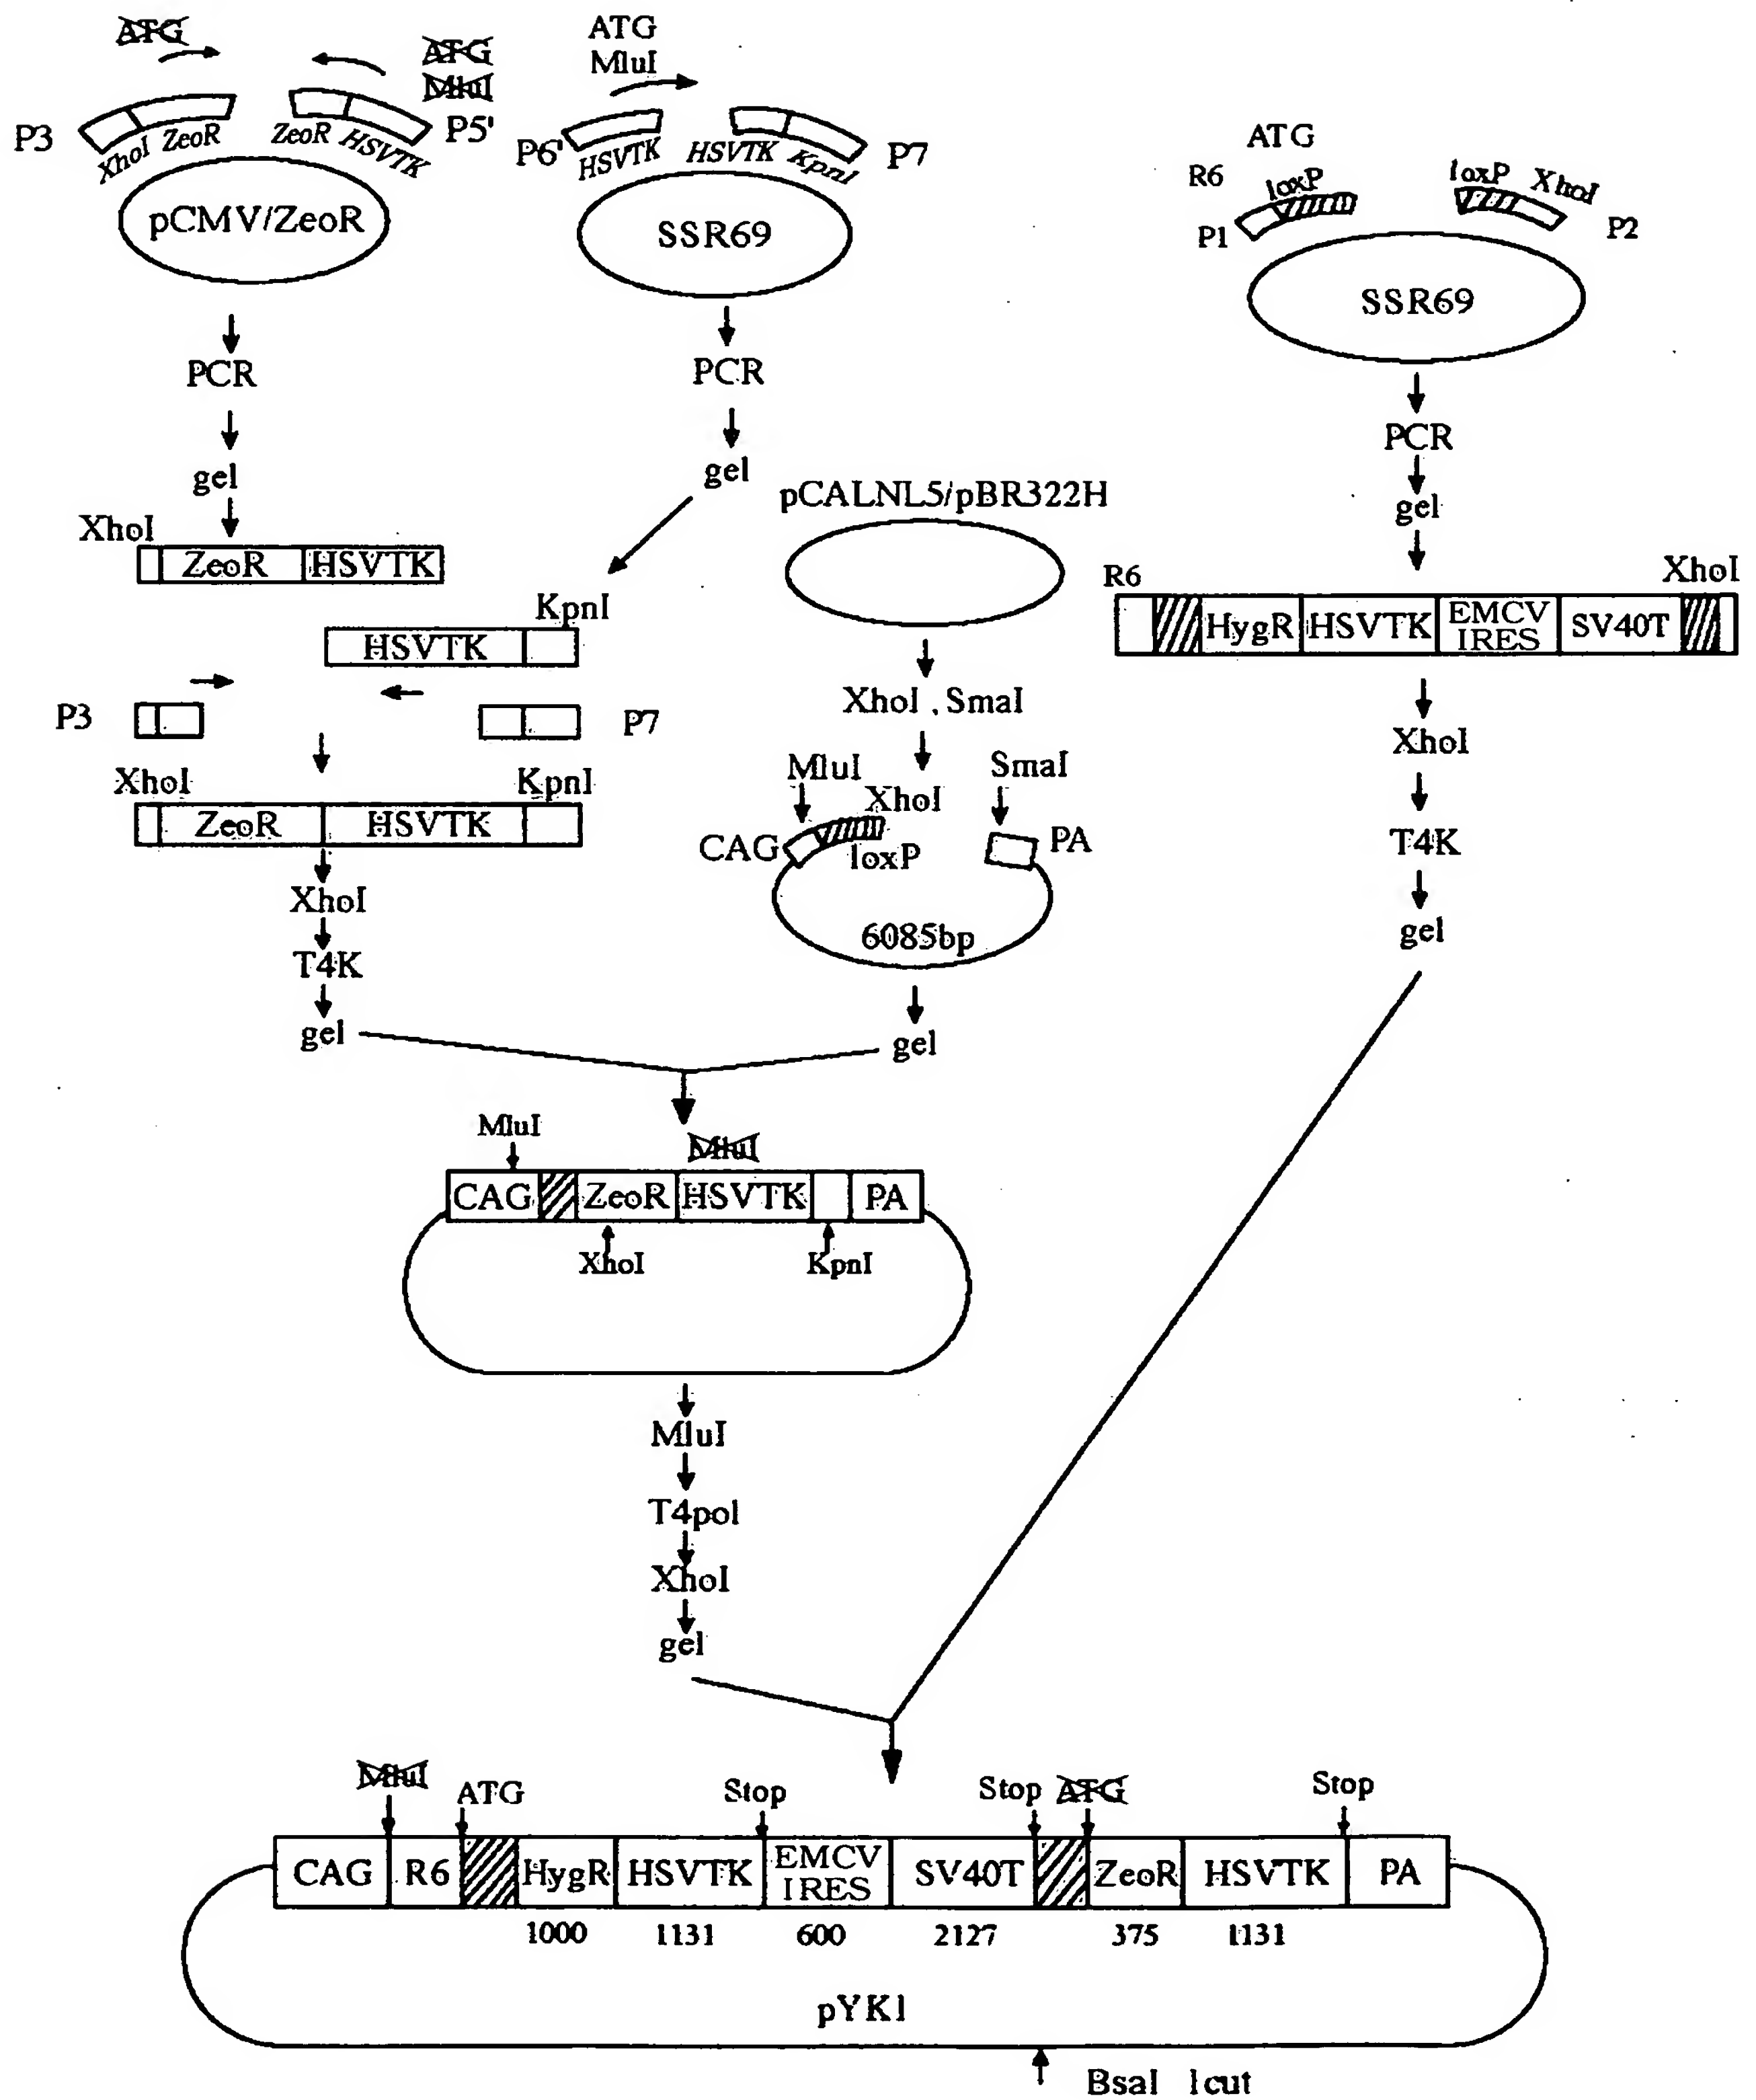 ATG
ATG
MluI
P3
XhoI
ZeoR
ZeoR
HSVTK
P5'
pCMV/ZeoR
PCR
gel
ATG
MluI
P6'
HSVTK
HSVTK
KpnI
P7
SSR69
PCR
gel
ATG
R6
loxP
P1
loxP
XhoI
P2
SSR69
PCR
gel
XhoI
ZeoR
HSVTK
KpnI
HSVTK
P3
P7
XhoI
KpnI
ZeoR
HSVTK
XhoI
T4K
gel
pCALNL5/pBR322H
XhoI , SmaI
MluI
SmaI
XhoI
CAG
loxP
PA
6085bp
gel
R6
XhoI
HygR
HSVTK
EMCV
IRES
SV40T
XhoI
T4K
gel
MluI
MluI
CAG
ZeoR
HSVTK
PA
XhoI
KpnI
MluI
T4pol
XhoI
gel
MluI
ATG
Stop
Stop
ATG
Stop
CAG
R6
HygR
HSVTK
EMCV
IRES
SV40T
ZeoR
HSVTK
PA
1000
1131
600
2127
375
1131
pYK1
BsaI 1cut